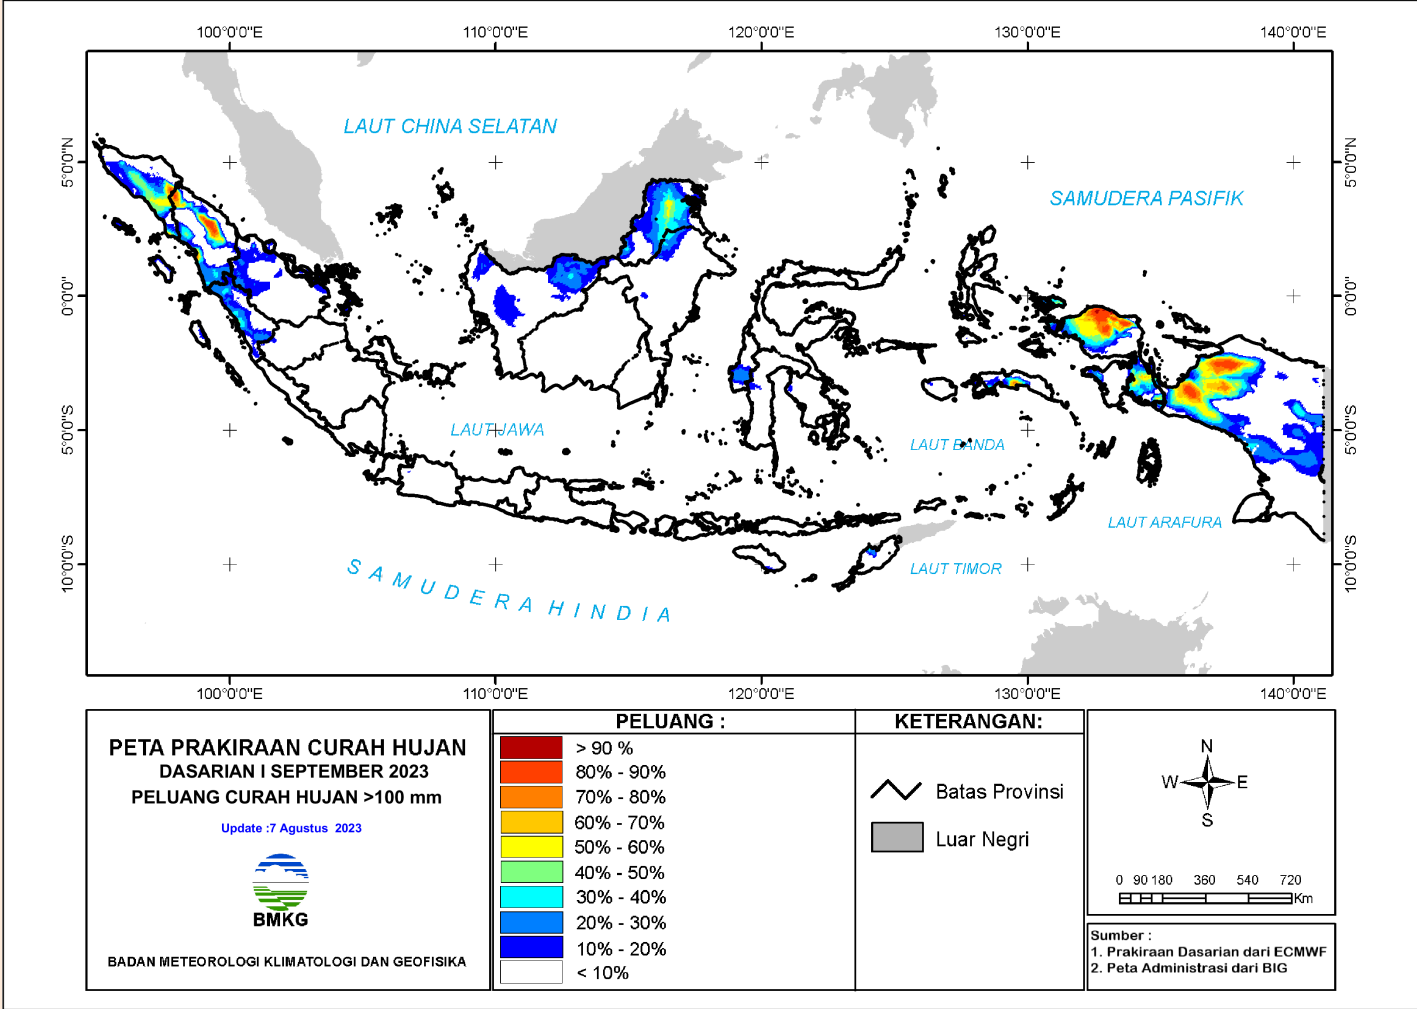 100°0'0"E 110°0'0"E 120°0'0"E 130°0'0"E 140°0'0"E
LAUT CHINA SELATAN
5°0'0"N 5°0'0"N
SAMUDERA PASIFIK
0°0'0" 0°0'0"
LAUT JAWA
5°0'0"S 5°0'0"S
LAUT BANDA
LAUT ARAFURA
10°0'0"S 10°0'0"S
LAUT TIMOR
SAMUDERA HINDIA
100°0'0"E 110°0'0"E 120°0'0"E 130°0'0"E 140°0'0"E
PETA PRAKIRAAN CURAH HUJAN
DASARIAN I SEPTEMBER 2023
PELUANG CURAH HUJAN >100 mm
Update :7 Agustus 2023
BMKG
BADAN METEOROLOGI KLIMATOLOGI DAN GEOFISIKA
PELUANG :
> 90 %
80% - 90%
70% - 80%
60% - 70%
50% - 60%
40% - 50%
30% - 40%
20% - 30%
10% - 20%
< 10%
KETERANGAN:
Batas Provinsi
Luar Negri
N
W E
S
0 90 180 360 540 720
Km
Sumber :
1. Prakiraan Dasarian dari ECMWF
2. Peta Administrasi dari BIG